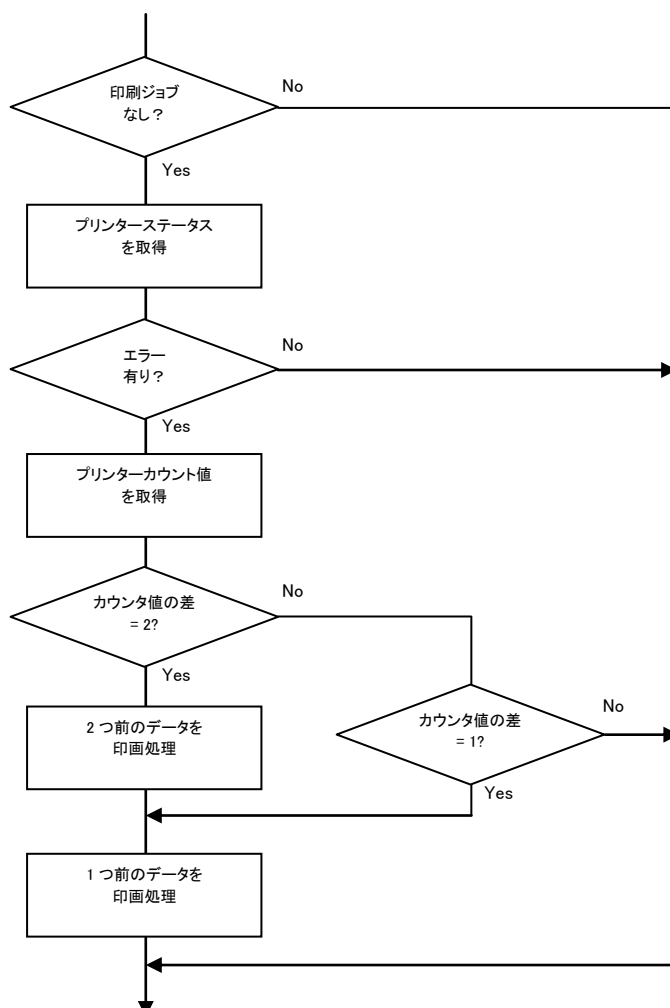 印刷ジョブ
なし？
No
Yes
プリンターステータス
を取得
エラー
有り？
No
Yes
プリンターカウント値
を取得
カウンタ値の差
= 2?
No
Yes
2 つ前のデータを
印画処理
カウンタ値の差
= 1?
No
Yes
1 つ前のデータを
印画処理